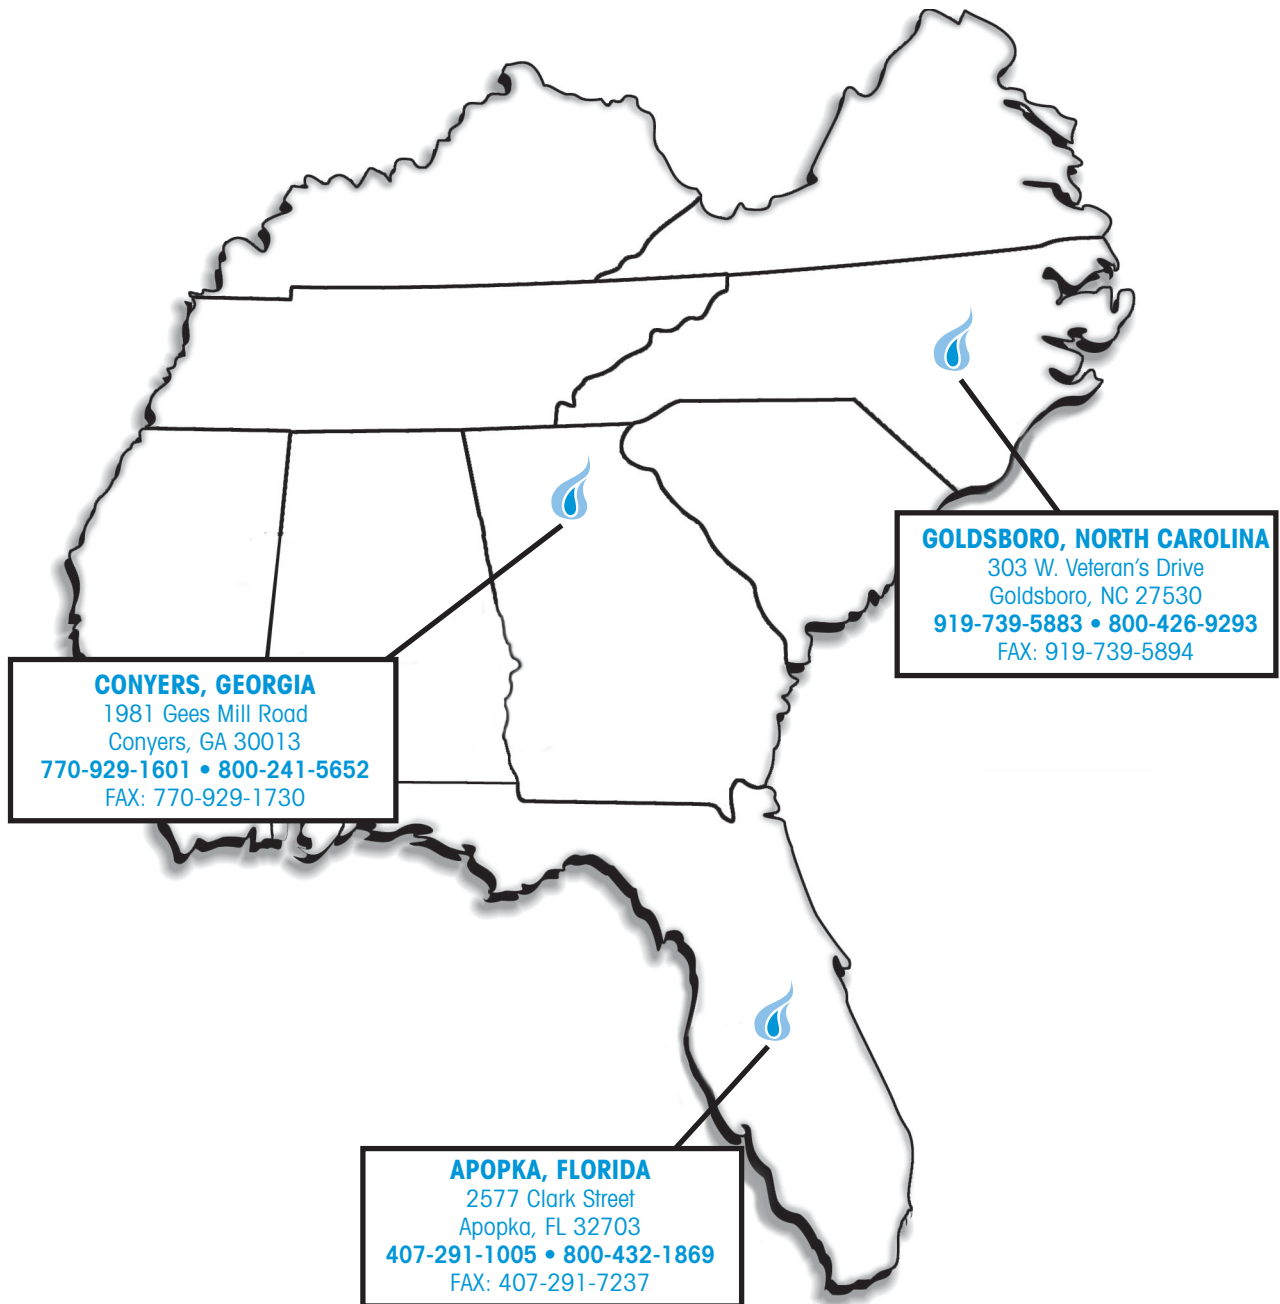 GOLDSBORO, NORTH CAROLINA
303 W. Veteran's Drive
Goldsboro, NC 27530
919-739-5883 • 800-426-9293
FAX: 919-739-5894
CONYERS, GEORGIA
1981 Gees Mill Road
Conyers, GA 30013
770-929-1601 • 800-241-5652
FAX: 770-929-1730
APOPKA, FLORIDA
2577 Clark Street
Apopka, FL 32703
407-291-1005 • 800-432-1869
FAX: 407-291-7237